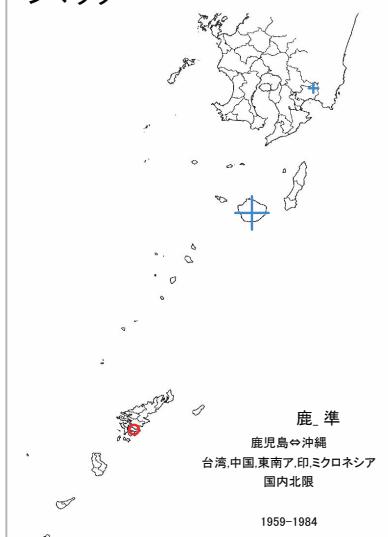 鹿_ 準
鹿児島⇔沖縄
台湾,中国,東南ア,印,ミクロネシア
国内北限
1959-1984